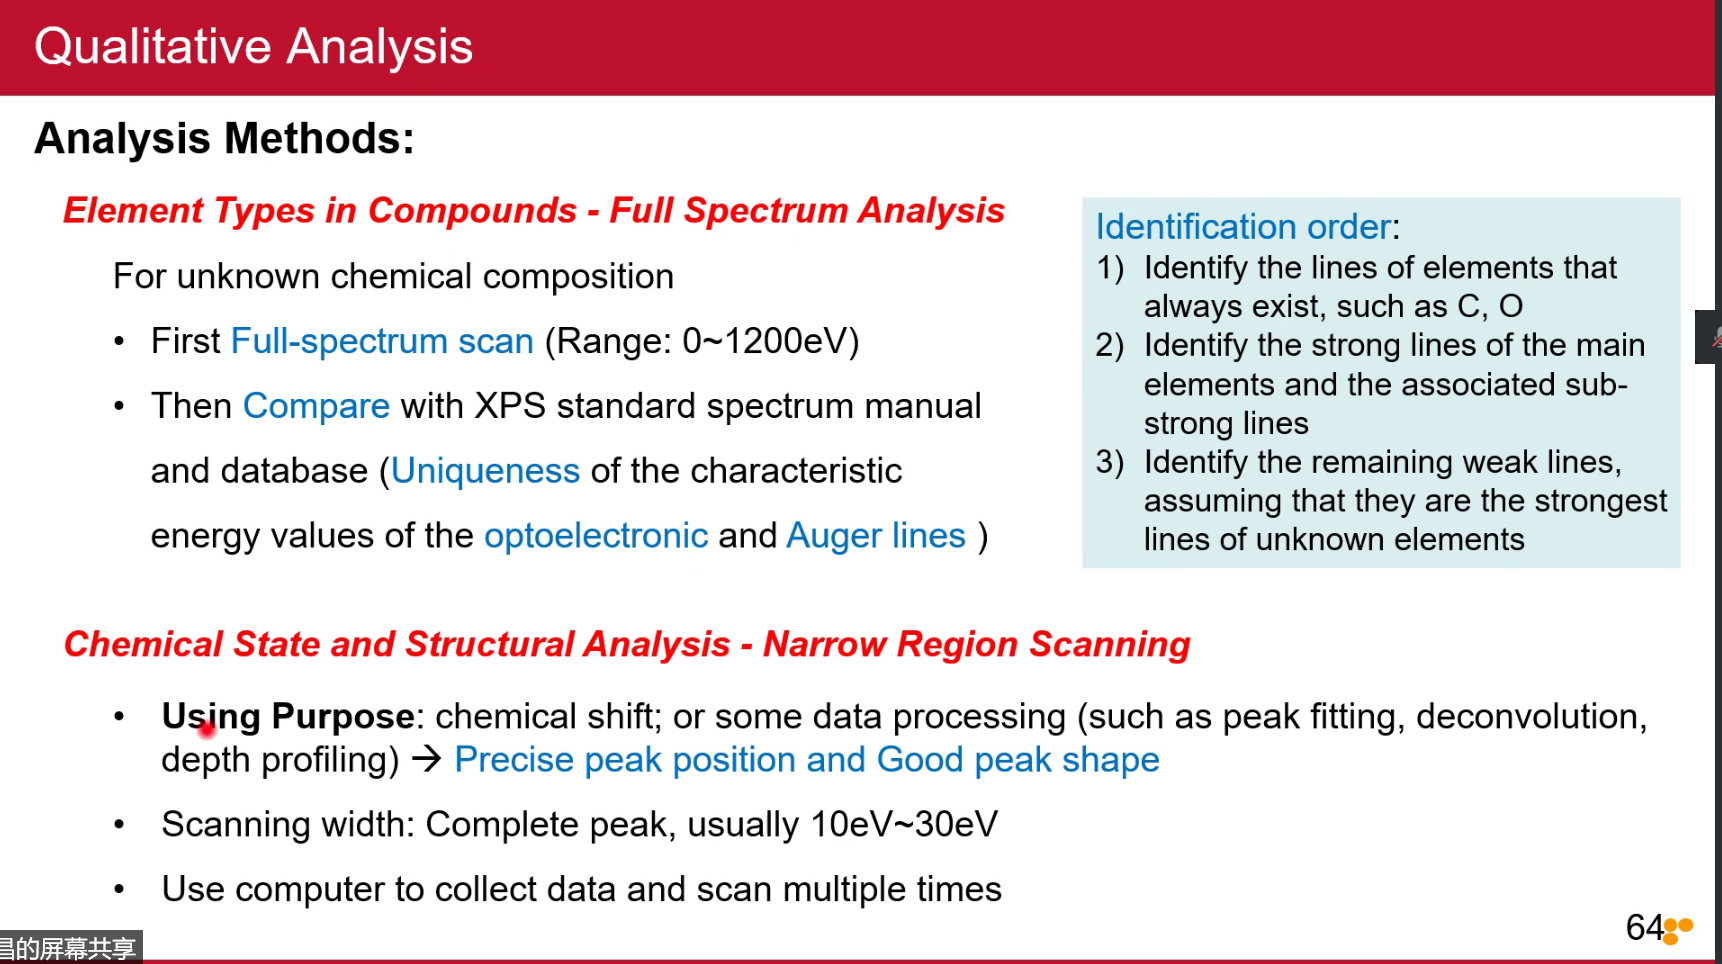 Qualitative Analysis
Analysis Methods:
Element Types in Compounds - Full Spectrum Analysis
For unknown chemical composition
• First Full-spectrum scan (Range: 0~1200eV)
• Then Compare with XPS standard spectrum manual
and database (Uniqueness of the characteristic
energy values of the optoelectronic and Auger lines )
Identification order:
1) Identify the lines of elements that
always exist, such as C, O
2) Identify the strong lines of the main
elements and the associated sub-
strong lines
3) Identify the remaining weak lines,
assuming that they are the strongest
lines of unknown elements
Chemical State and Structural Analysis - Narrow Region Scanning
• Using Purpose: chemical shift; or some data processing (such as peak fitting, deconvolution,
depth profiling) → Precise peak position and Good peak shape
• Scanning width: Complete peak, usually 10eV~30eV
• Use computer to collect data and scan multiple times
64
昌的屏幕共享